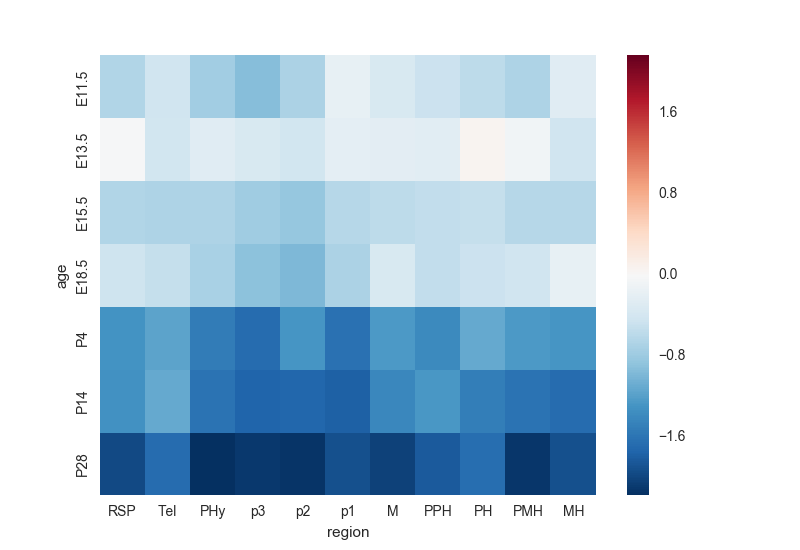 E11.5
E13.5
E15.5
E18.5
P4
P14
P28
age
RSP Tel PHy p3 p2 p1 M PPH PH PMH MH
region
1.6
0.8
0.0
−0.8
−1.6